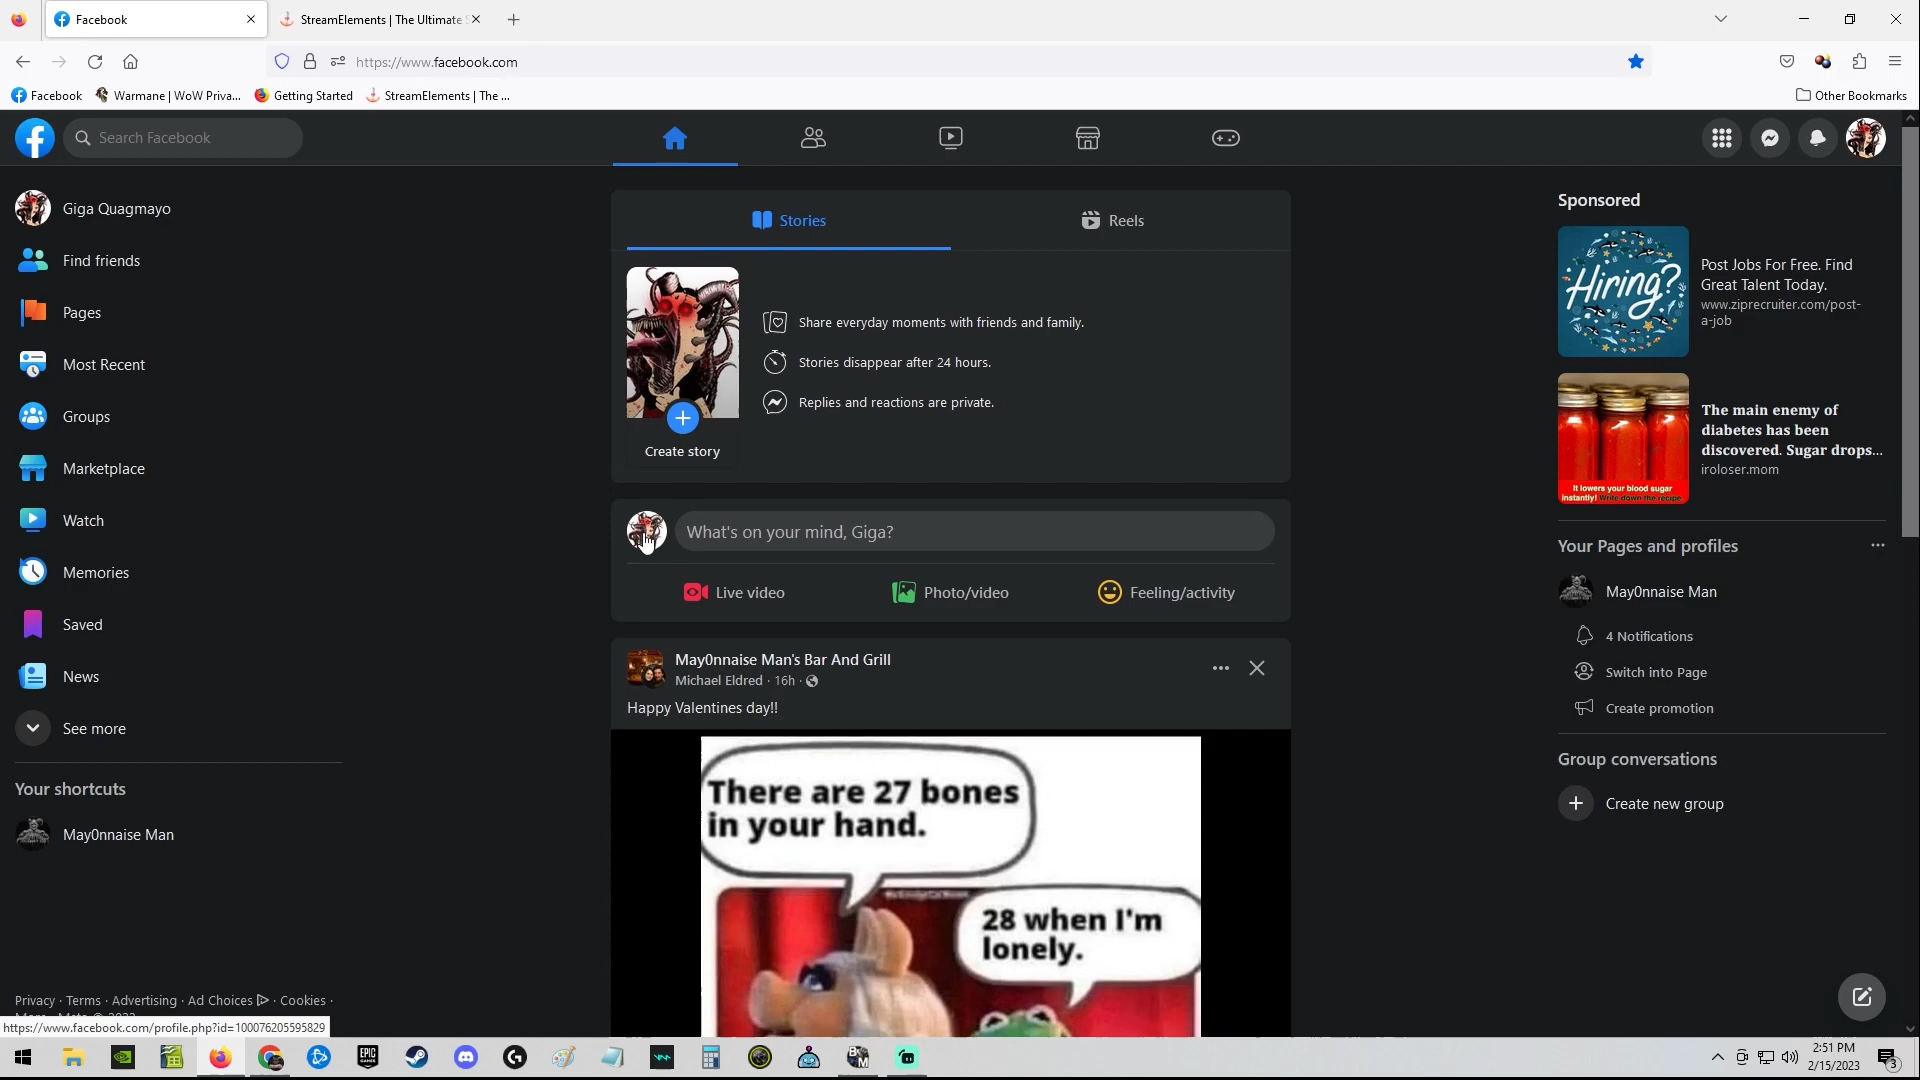 Facebook
StreamElements | The Ultimate
https://www.facebook.com
Facebook
Warmane | WoW Priva...
Getting Started
StreamElements | The ...
Other Bookmarks
Search Facebook
Giga Quagmayo
Find friends
Pages
Most Recent
Groups
Marketplace
Watch
Memories
Saved
News
See more
Your shortcuts
May0nnaise Man
Privacy · Terms · Advertising · Ad Choices · Cookies ·
https://www.facebook.com/profile.php?id=100076205595829
Stories
Reels
Create story
Share everyday moments with friends and family.
Stories disappear after 24 hours.
Replies and reactions are private.
What's on your mind, Giga?
Live video
Photo/video
Feeling/activity
May0nnaise Man's Bar And Grill
Michael Eldred · 16h ·
Happy Valentines day!!
There are 27 bones
in your hand.
28 when I'm
lonely.
Sponsored
Hiring?
Post Jobs For Free. Find
Great Talent Today.
www.ziprecruiter.com/post-
a-job
It lowers your blood sugar
instantly! Write down the recipe
The main enemy of
diabetes has been
discovered. Sugar drops...
iroloser.mom
Your Pages and profiles
May0nnaise Man
4 Notifications
Switch into Page
Create promotion
Group conversations
Create new group
EPIC
GAMES
2:51 PM
2/15/2023
3